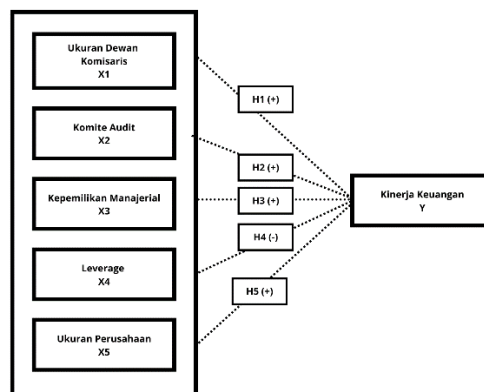 Ukuran Dewan
Komisaris
X1
Komite Audit
X2
Kepemilikan Manajerial
X3
Leverage
X4
Ukuran Perusahaan
X5
H1 (+)
H2 (+)
H3 (+)
H4 (-)
H5 (+)
Kinerja Keuangan
Y